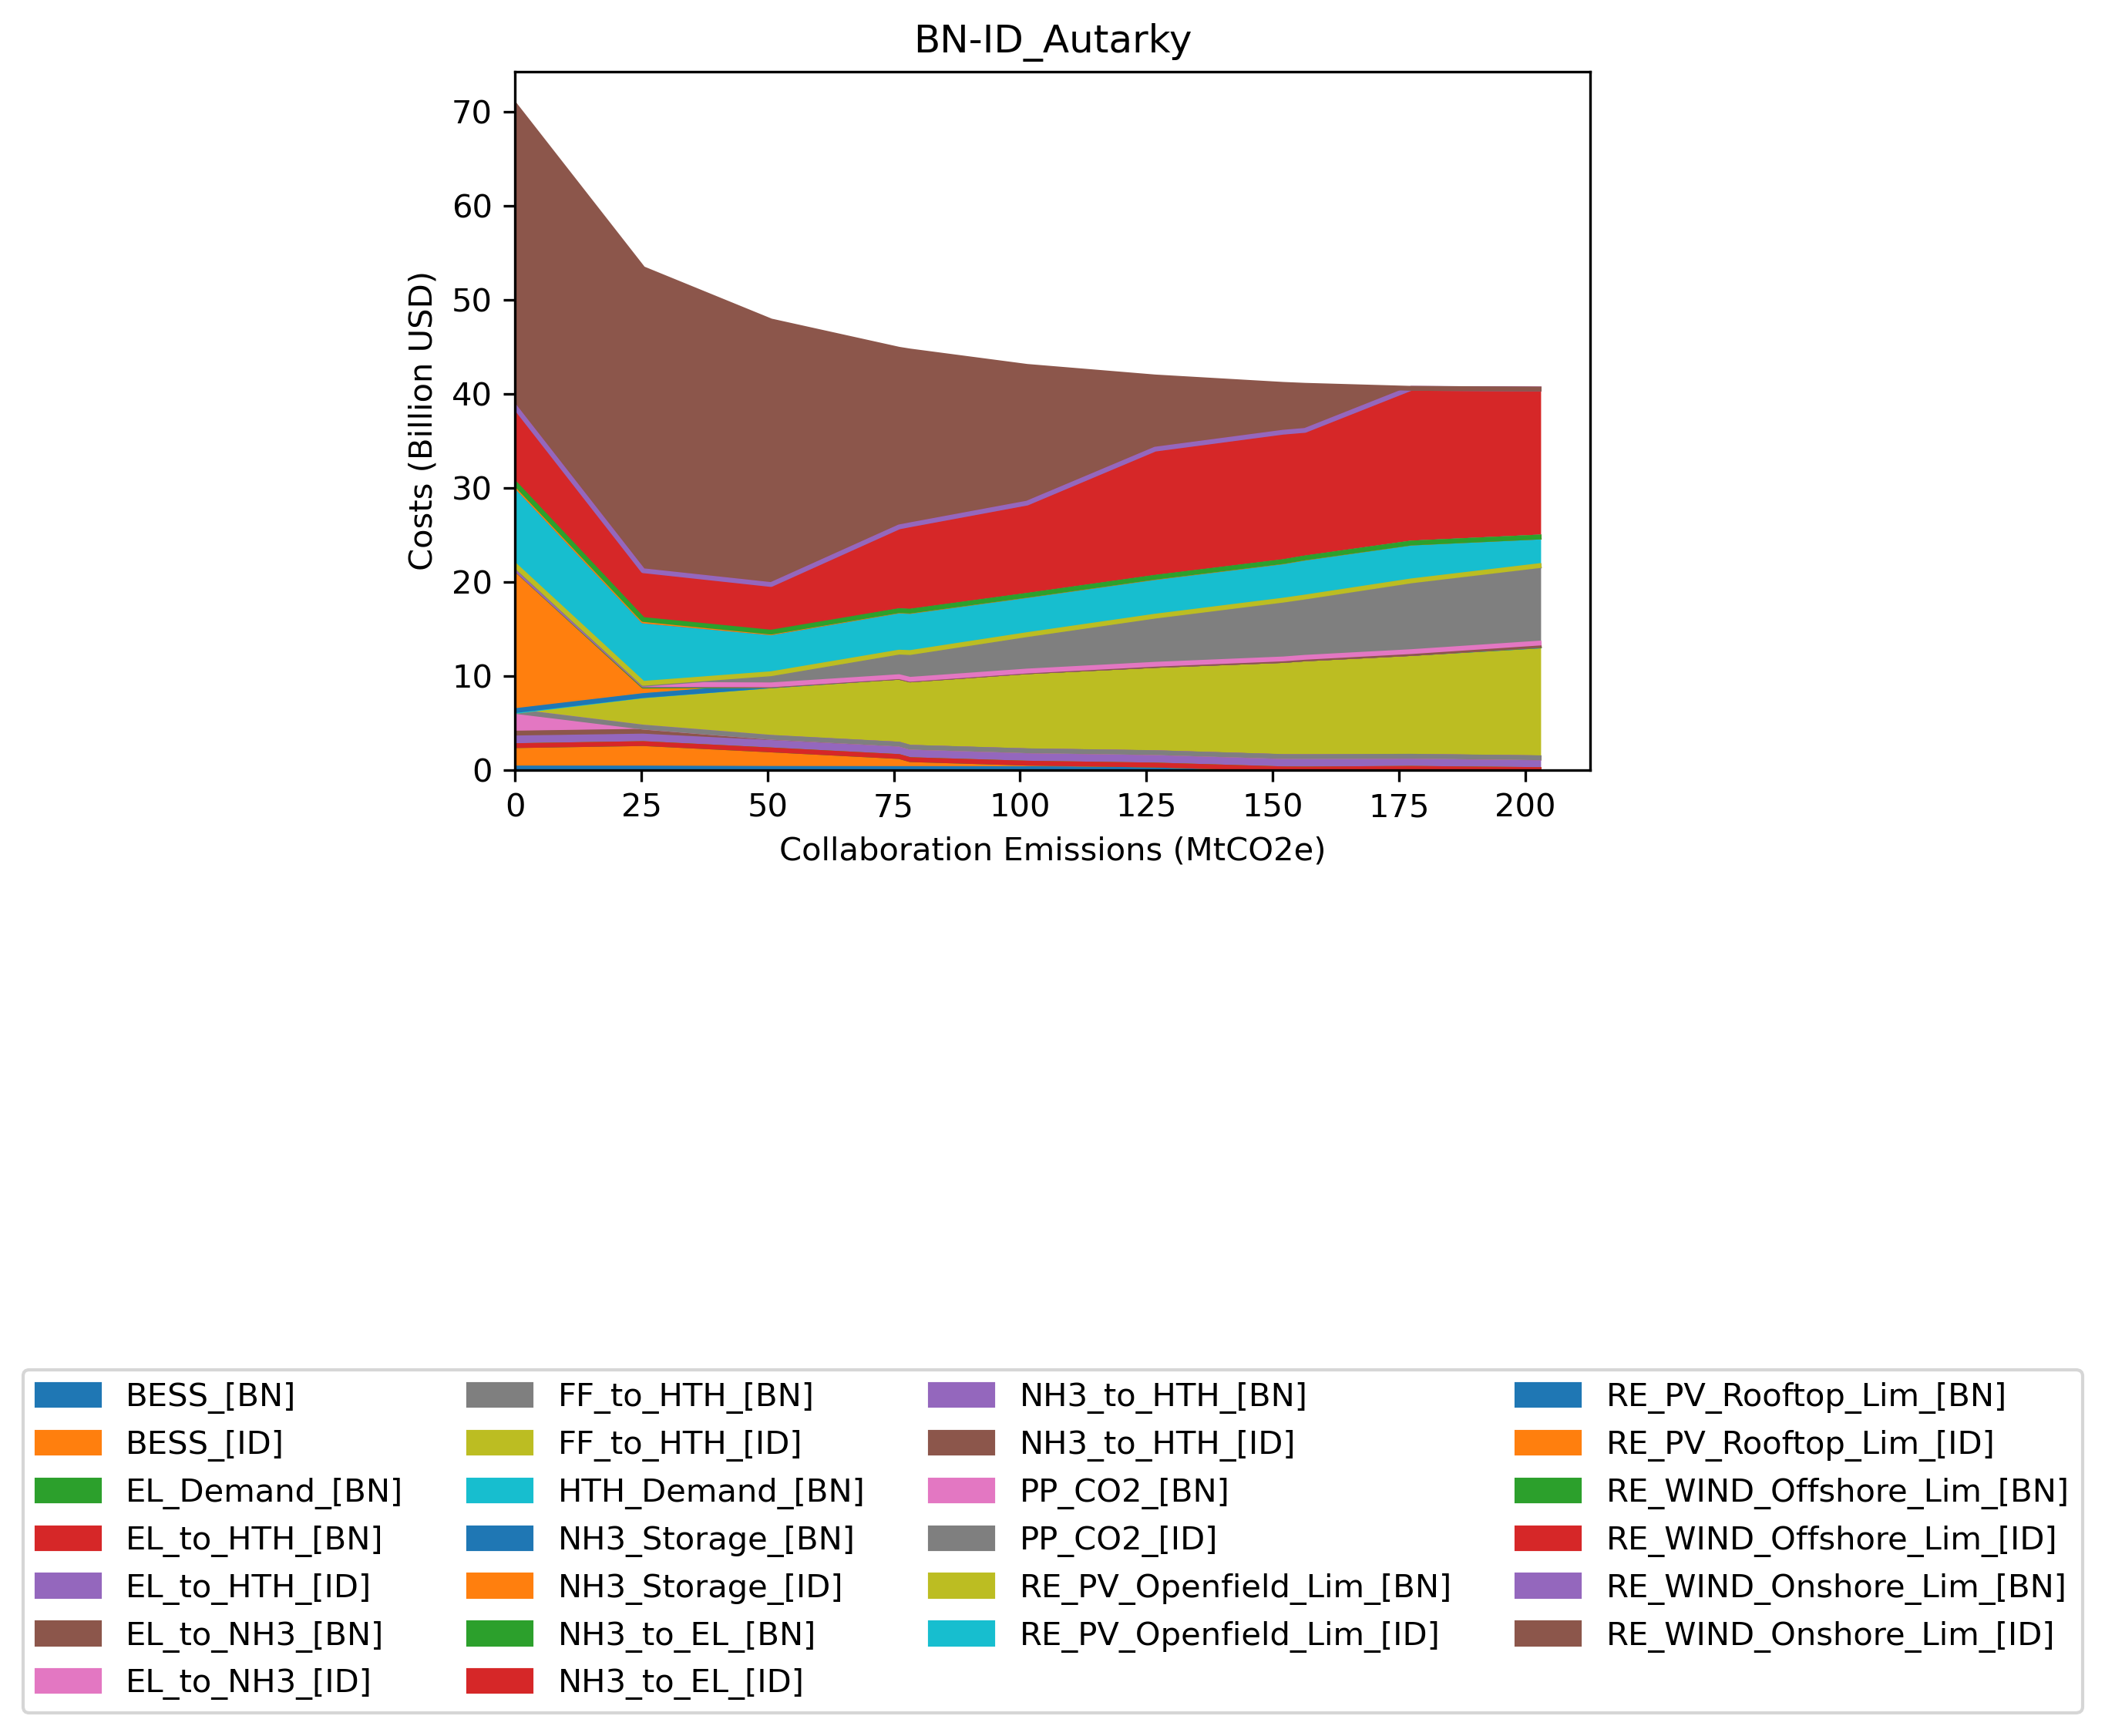 BN-ID_Autarky
Costs (Billion USD)
70
60
50
40
30
20
10
0
0 25 50 75 100 125 150 175 200
Collaboration Emissions (MtCO2e)
BESS_[BN]
BESS_[ID]
EL_Demand_[BN]
EL_to_HTH_[BN]
EL_to_HTH_[ID]
EL_to_NH3_[BN]
EL_to_NH3_[ID]
FF_to_HTH_[BN]
FF_to_HTH_[ID]
HTH_Demand_[BN]
NH3_Storage_[BN]
NH3_Storage_[ID]
NH3_to_EL_[BN]
NH3_to_EL_[ID]
NH3_to_HTH_[BN]
NH3_to_HTH_[ID]
PP_CO2_[BN]
PP_CO2_[ID]
RE_PV_Openfield_Lim_[BN]
RE_PV_Openfield_Lim_[ID]
RE_PV_Rooftop_Lim_[BN]
RE_PV_Rooftop_Lim_[ID]
RE_WIND_Offshore_Lim_[BN]
RE_WIND_Offshore_Lim_[ID]
RE_WIND_Onshore_Lim_[BN]
RE_WIND_Onshore_Lim_[ID]